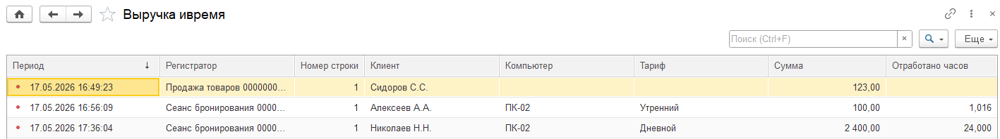 Выручка ивремя
Поиск (Ctrl+F) × Еще
Период ↓ Регистратор Номер строки Клиент Компьютер Тариф Сумма Отработано часов
17.05.2026 16:49:23 Продажа товаров 0000000... 1 Сидоров С.С. 123,00
17.05.2026 16:56:09 Сеанс бронирования 0000... 1 Алексеев А.А. ПК-02 Утренний 100,00 1,016
17.05.2026 17:36:04 Сеанс бронирования 0000... 1 Николаев Н.Н. ПК-02 Дневной 2 400,00 24,000